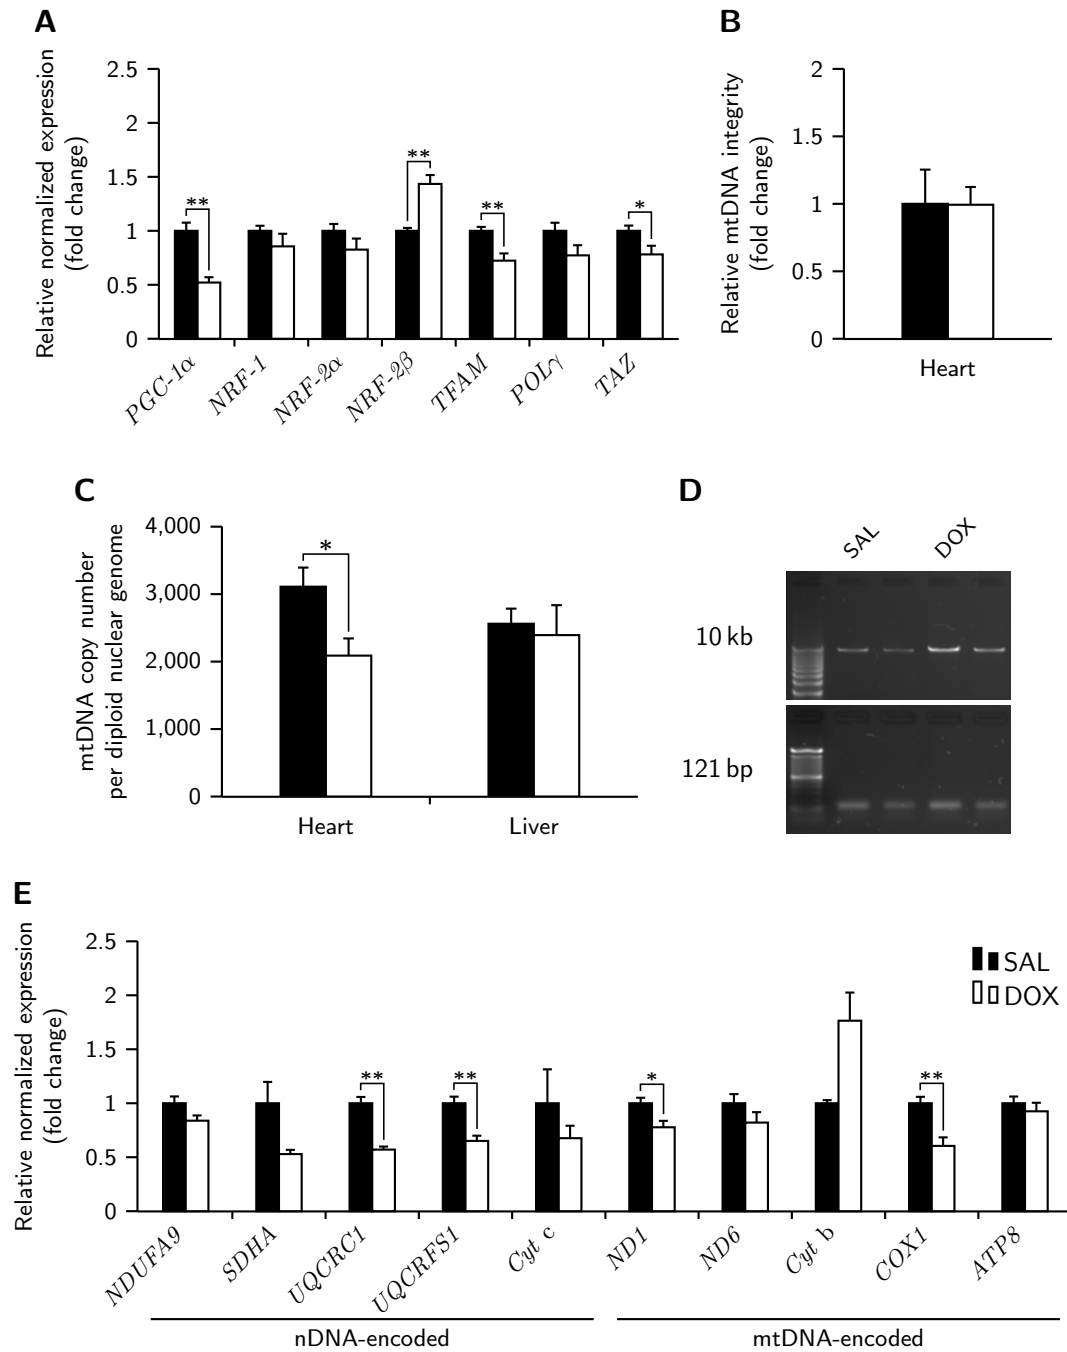 A
Relative normalized expression
(fold change)
2.5
2
1.5
1
0.5
0
**
**
**
*
PGC-1α
NRF-1
NRF-2α
NRF-2β
TFAM
POLγ
TAZ
B
Relative mtDNA integrity
(fold change)
2
1.5
1
0.5
0
Heart
C
mtDNA copy number
per diploid nuclear genome
4,000
3,000
2,000
1,000
0
*
Heart
Liver
D
SAL
DOX
10 kb
121 bp
E
Relative normalized expression
(fold change)
2.5
2
1.5
1
0.5
0
**
**
*
**
SAL
DOX
NDUFA9
SDHA
UQCRC1
UQCRFS1
Cyt c
ND1
ND6
Cyt b
COX1
ATP8
nDNA-encoded
mtDNA-encoded